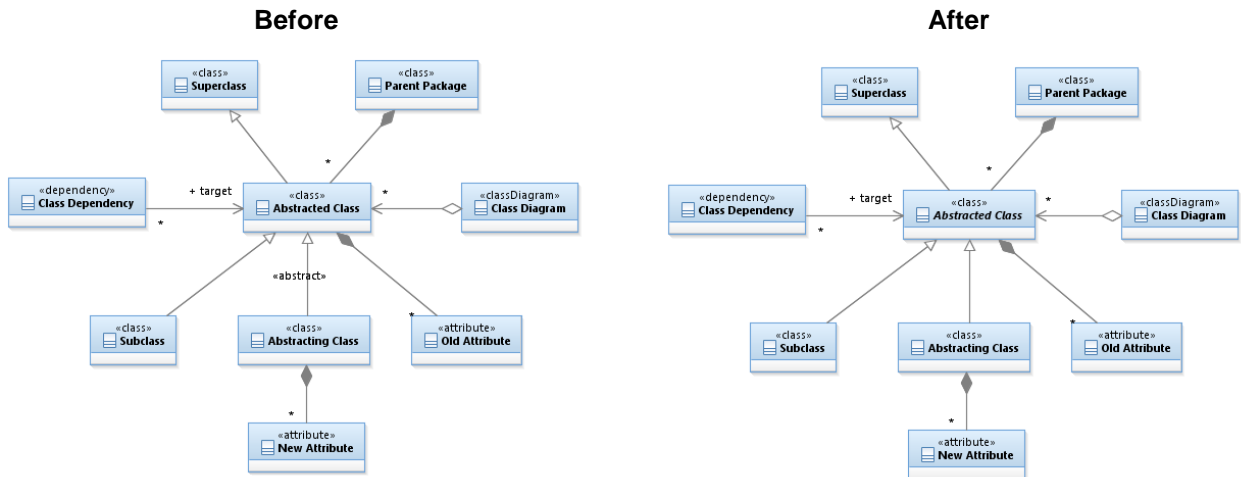 Before
«class»
Superclass
«class»
Parent Package
*
«dependency»
Class Dependency
+ target
*
«class»
Abstracted Class
*
«classDiagram»
Class Diagram
«abstract»
«class»
Subclass
«class»
Abstracting Class
*
«attribute»
Old Attribute
*
«attribute»
New Attribute
After
«class»
Superclass
«class»
Parent Package
*
«dependency»
Class Dependency
+ target
*
«class»
Abstracted Class
*
«classDiagram»
Class Diagram
«class»
Subclass
«class»
Abstracting Class
*
«attribute»
Old Attribute
*
«attribute»
New Attribute